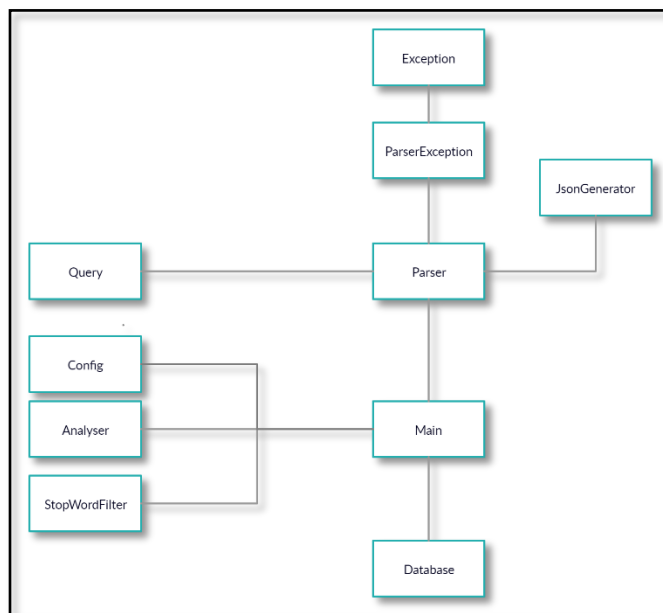 Exception
ParserException
JsonGenerator
Query
Parser
Config
Analyser
Main
StopWordFilter
Database